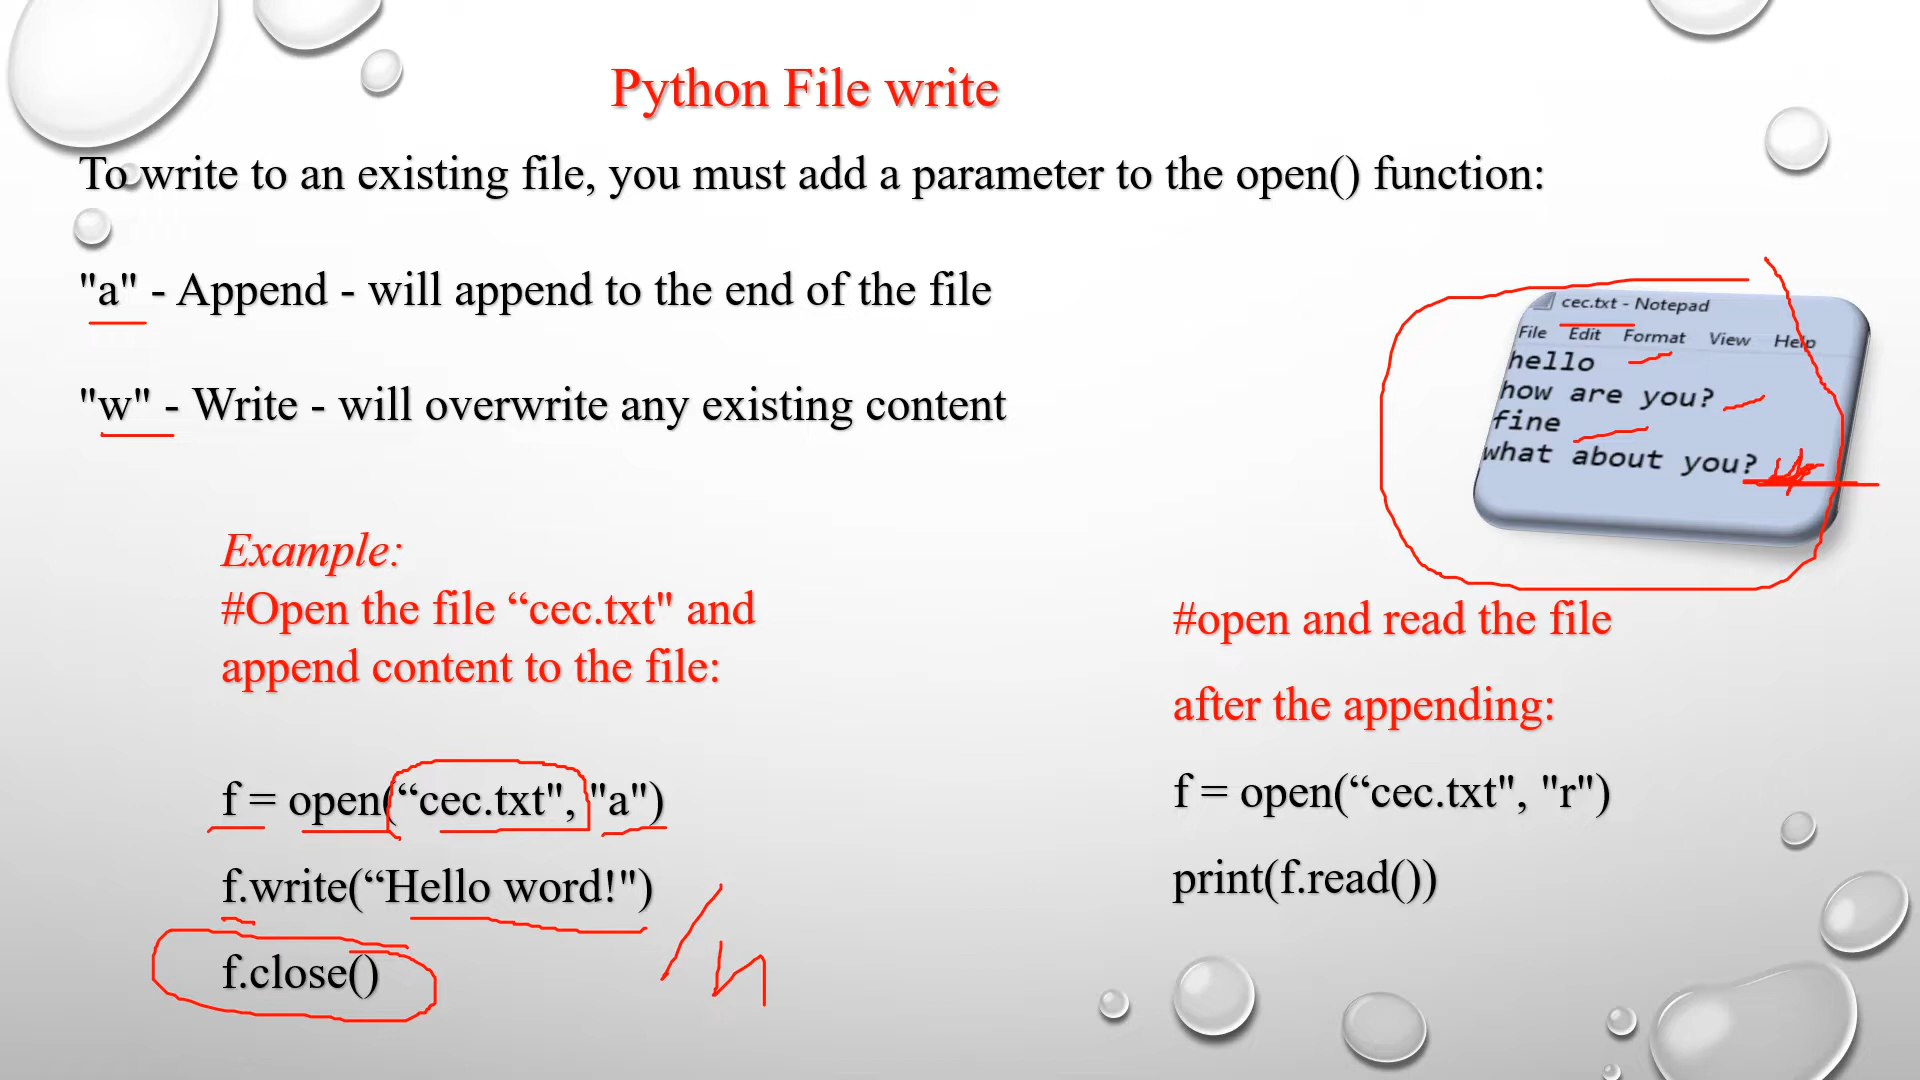 Python File write
To write to an existing file, you must add a parameter to the open() function:
"a" - Append - will append to the end of the file
"w" - Write - will overwrite any existing content
cec.txt - Notepad
File Edit Format View Help
hello
how are you?
fine
what about you?
Example:
#Open the file “cec.txt" and
append content to the file:
f = open(“cec.txt", "a")
f.write(“Hello word!")
f.close()
/n
#open and read the file
after the appending:
f = open(“cec.txt", "r")
print(f.read())